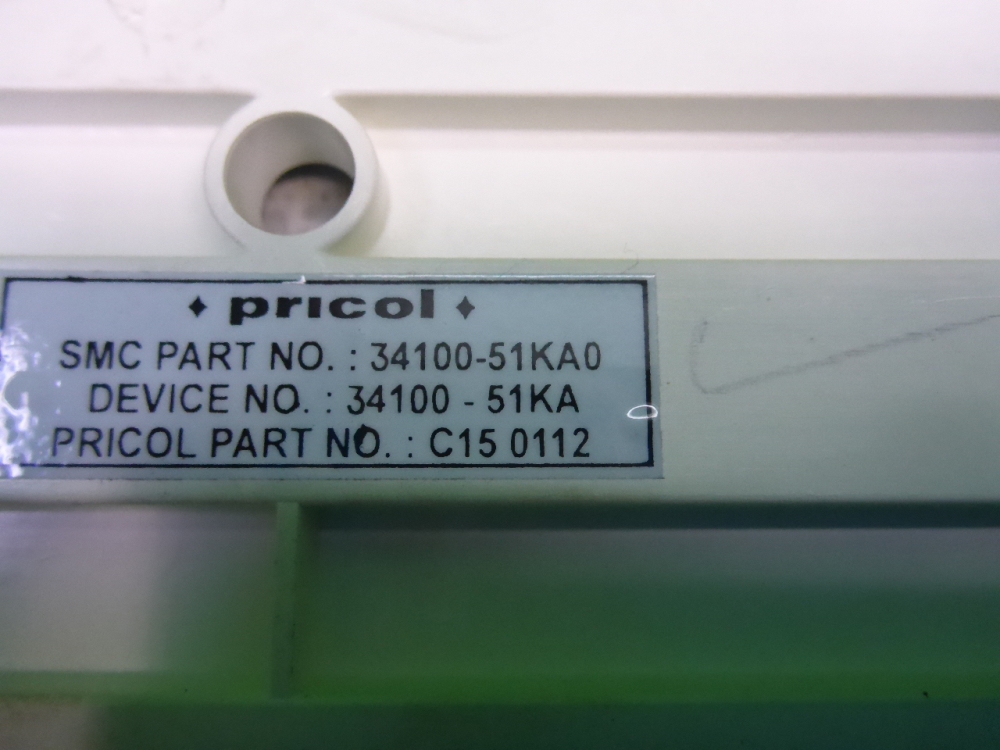 pricol
SMC PART NO. : 34100-51KA0
DEVICE NO. : 34100 - 51KA
PRICOL PART NO. : C15 0112